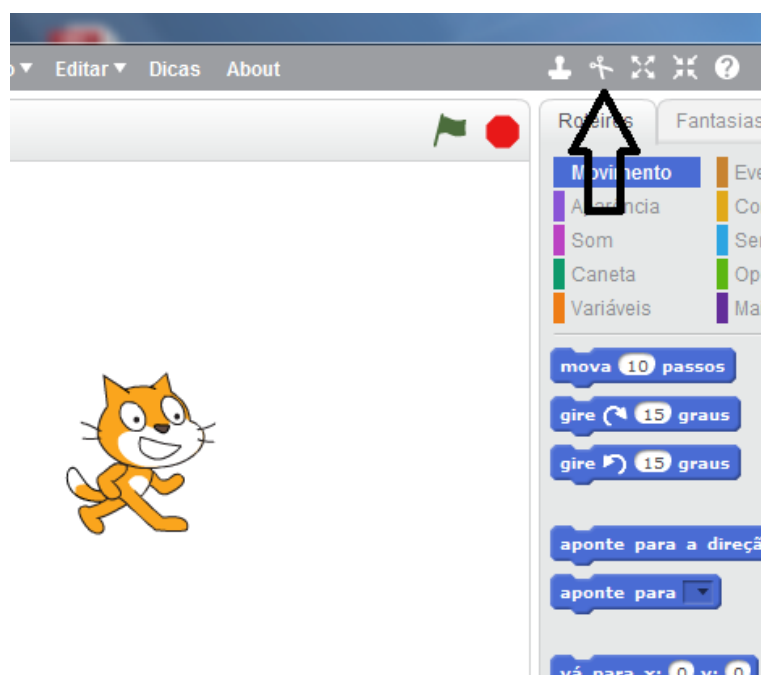 Editar Dicas About
Roteiros Fantasias
Movimento
Aparência
Som
Caneta
Variáveis
mova 10 passos
gire 15 graus
gire 15 graus
aponte para a
aponte para
vá para x: 0 y: 0